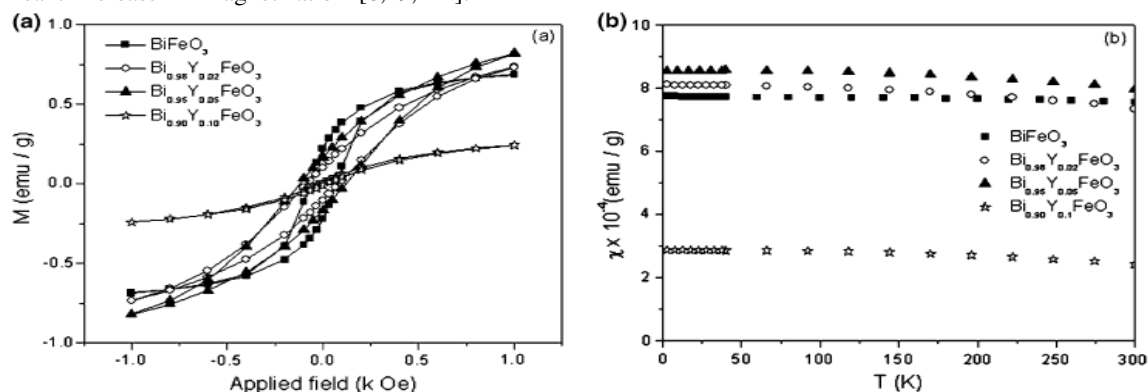 (a)
(a)
BiFeO3
Bi0.98Y0.02FeO3
Bi0.95Y0.05FeO3
Bi0.90Y0.10FeO3
M (emu / g)
1.0
0.5
0.0
-0.5
-1.0
-1.0 -0.5 0.0 0.5 1.0
Applied field (k Oe)
(b)
(b)
BiFeO3
Bi0.98Y0.02FeO3
Bi0.95Y0.05FeO3
Bi0.90Y0.1FeO3
χx 10-4(emu / g)
10
8
6
4
2
0
0 50 100 150 200 250 300
T (K)